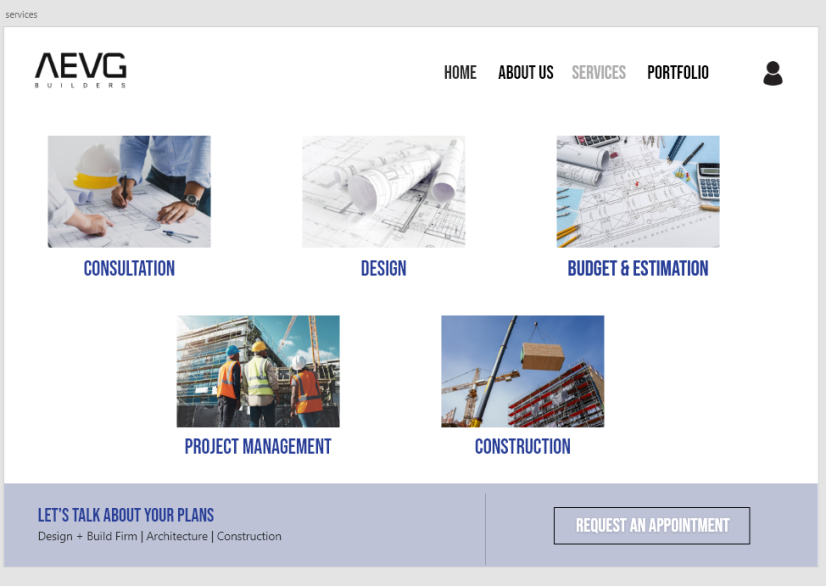 services
AEVG
BUILDERS
HOME ABOUT US SERVICES PORTFOLIO
CONSULTATION DESIGN BUDGET & ESTIMATION
PROJECT MANAGEMENT CONSTRUCTION
LET'S TALK ABOUT YOUR PLANS
Design + Build Firm | Architecture | Construction
REQUEST AN APPOINTMENT